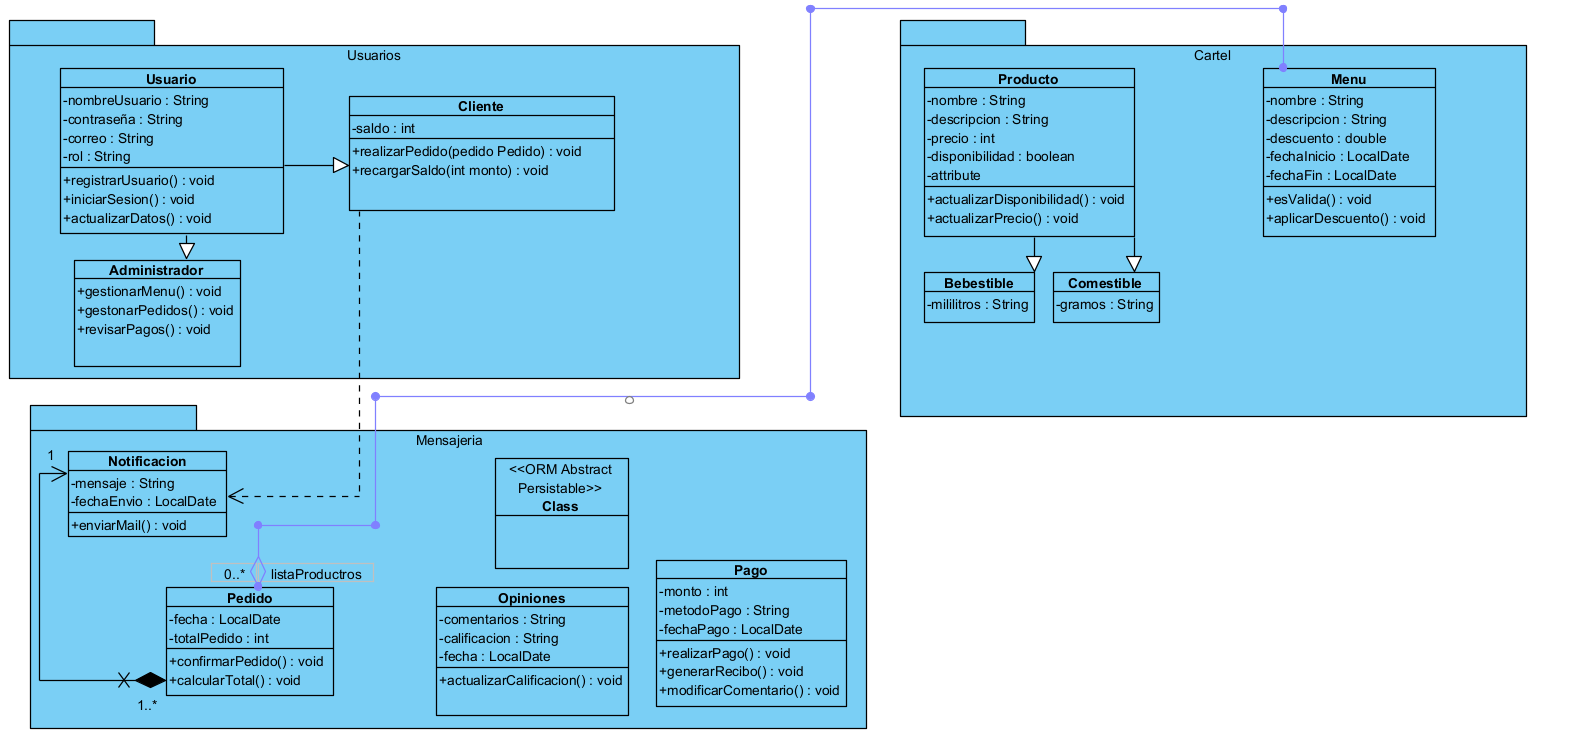 Usuarios
Usuario
-nombreUsuario : String
-contraseña : String
-correo : String
-rol : String
+registrarUsuario() : void
+iniciarSesion() : void
+actualizarDatos() : void
Cliente
-saldo : int
+realizarPedido(pedido Pedido) : void
+recargarSaldo(int monto) : void
Administrador
+gestionarMenu() : void
+gestonarPedidos() : void
+revisarPagos() : void
Cartel
Producto
-nombre : String
-descripcion : String
-precio : int
-disponibilidad : boolean
-attribute
+actualizarDisponibilidad() : void
+actualizarPrecio() : void
Menu
-nombre : String
-descripcion : String
-descuento : double
-fechaInicio : LocalDate
-fechaFin : LocalDate
+esValida() : void
+aplicarDescuento() : void
Bebestible
-mililitros : String
Comestible
-gramos : String
Mensajeria
1
Notificacion
-mensaje : String
-fechaEnvio : LocalDate
+enviarMail() : void
<<ORM Abstract
Persistable>>
Class
0..*
listaProductros
Pedido
-fecha : LocalDate
-totalPedido : int
+confirmarPedido() : void
+calcularTotal() : void
1..*
Opiniones
-comentarios : String
-calificacion : String
-fecha : LocalDate
+actualizarCalificacion() : void
Pago
-monto : int
-metodoPago : String
-fechaPago : LocalDate
+realizarPago() : void
+generarRecibo() : void
+modificarComentario() : void